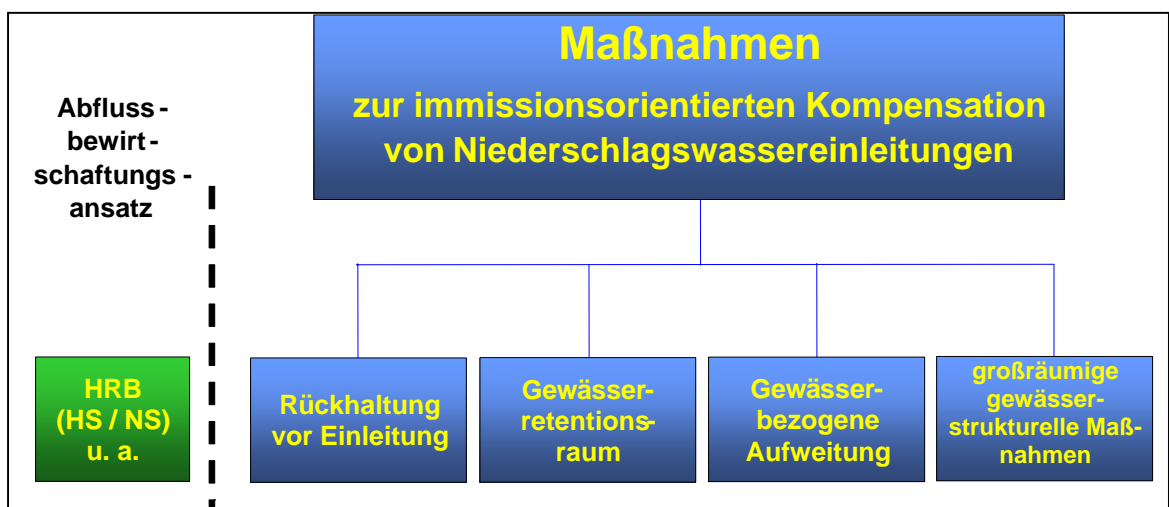 Maßnahmen
zur immissionsorientierten Kompensation
von Niederschlagswassereinleitungen
Abfluss -
bewirt -
schaftungs -
ansatz
HRB
(HS / NS)
u. a.
Rückhaltung
vor Einleitung
Gewässer-
retentions-
raum
Gewässer-
bezogene
Aufweitung
großräumige
gewässer-
strukturelle Maß-
nahmen